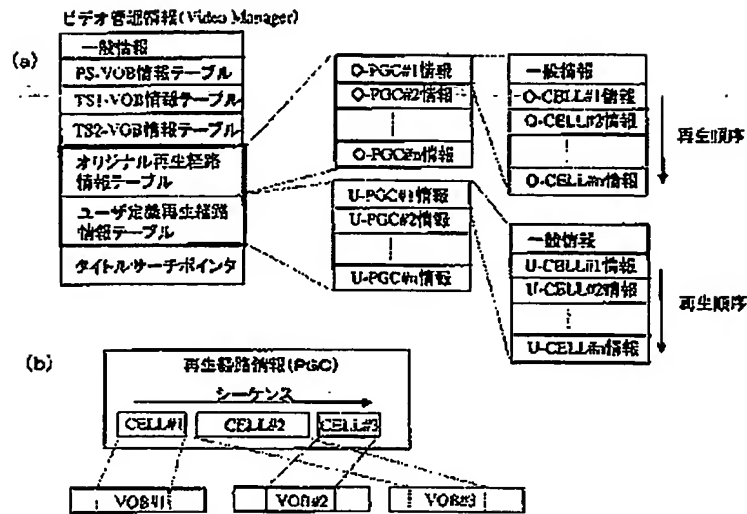 ビデオ管理情報(Video Manager)
(a)
一般情報
PS-VOB情報テーブル
TS1-VOB情報テーブル
TS2-VOB情報テーブル
オリジナル再生経路
情報テーブル
ユーザ定義再生経路
情報テーブル
タイトルサーチポインタ
O-PGC#1情報
O-PGC#2情報
O-PGC#n情報
U-PGC#1情報
U-PGC#2情報
U-PGC#n情報
一般情報
O-CELL#1情報
O-CELL#2情報
O-CELL#n情報
再生順序
一般情報
U-CELL#1情報
U-CELL#2情報
U-CELL#n情報
再生順序
(b)
再生経路情報(PGC)
シーケンス
CELL#1
CELL#2
CELL#3
VOB#1
VOB#2
VOB#3